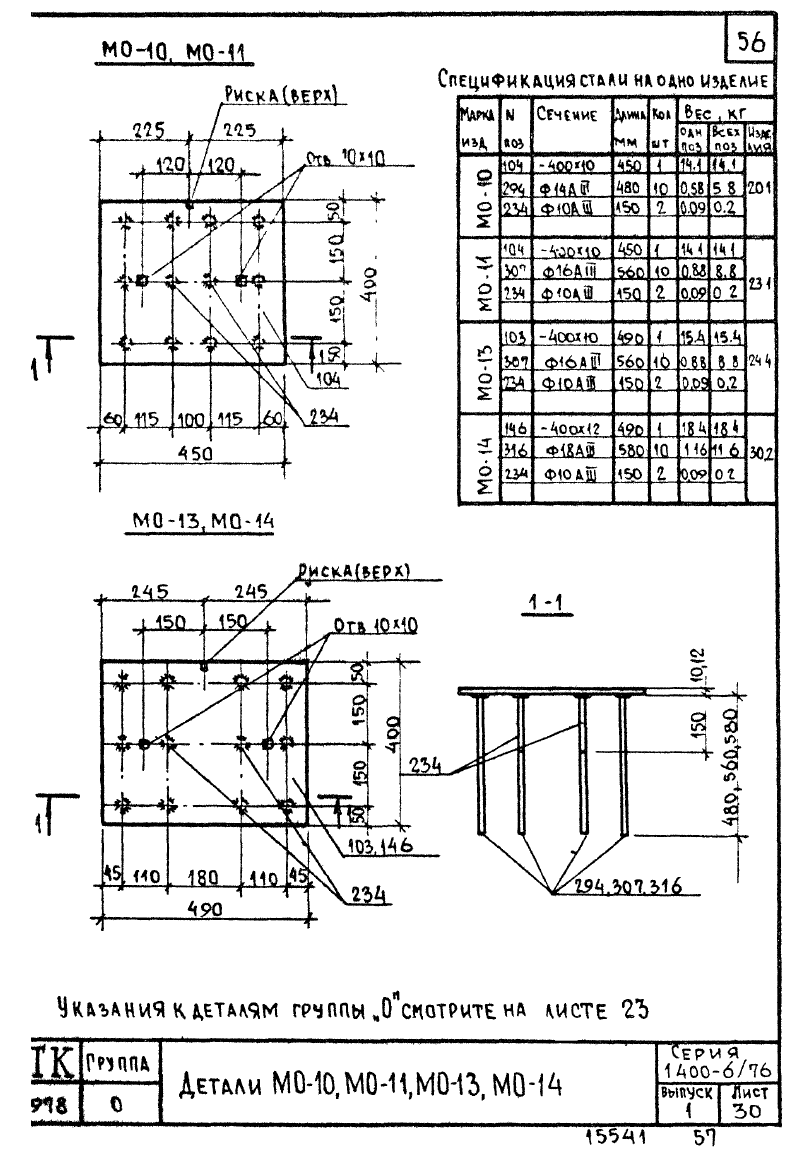 56
МО-10, МО-11
Риска (верх)
225 225
120 120
Отв 10×10
50
150
150
50
400
1
1
104
234
60 115 100 115 60
450
Спецификация стали на одно изделие
Марка изд. N поз Сечение Длина мм Кол шт Вес, кг
одн поз Всех поз Изделия
МО-10
104 -400×10 450 1 14.1 14.1
294 Ф14АIII 480 10 0,58 5 8 20 1
234 Ф10АIII 150 2 0.09 0.2
МО-11
104 -400×10 450 1 14 1 14 1
307 Ф16АIII 560 10 0.88 8,8 23 1
234 Ф10АIII 150 2 0,09 0 2
МО-13
103 -400×10 490 1 15.4 15.4
307 Ф16АIII 560 10 0 88 8 8 24 4
234 Ф10АIII 150 2 0,09 0,2
МО-14
146 -400×12 490 1 18 4 18 4
316 Ф18АIII 580 10 1 16 11 6 30,2
234 Ф10АIII 150 2 0,09 0 2
МО-13, МО-14
Риска (верх)
245 245
150 150
Отв 10×10
50
150
150
50
400
1
1
103,146
234
45 110 180 110 45
490
1-1
10,12
150
480, 560, 580
234
294,307,316
Указания к деталям группы „О" смотрите на листе 23
ТК
978
Группа
О
Детали МО-10, МО-11, МО-13, МО-14
Серия
1400-6/76
Выпуск
1
Лист
30
15541 57